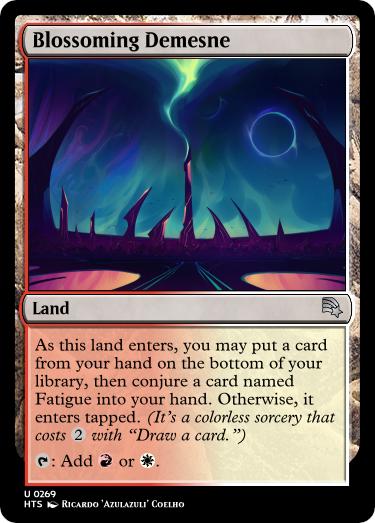 Blossoming Demesne
Land
As this land enters, you may put a card
from your hand on the bottom of your
library, then conjure a card named
Fatigue into your hand. Otherwise, it
enters tapped. (It's a colorless sorcery that
costs 2 with “Draw a card.”)
: Add or .
U 0269
HTS Ricardo 'Azulazuli' Coelho